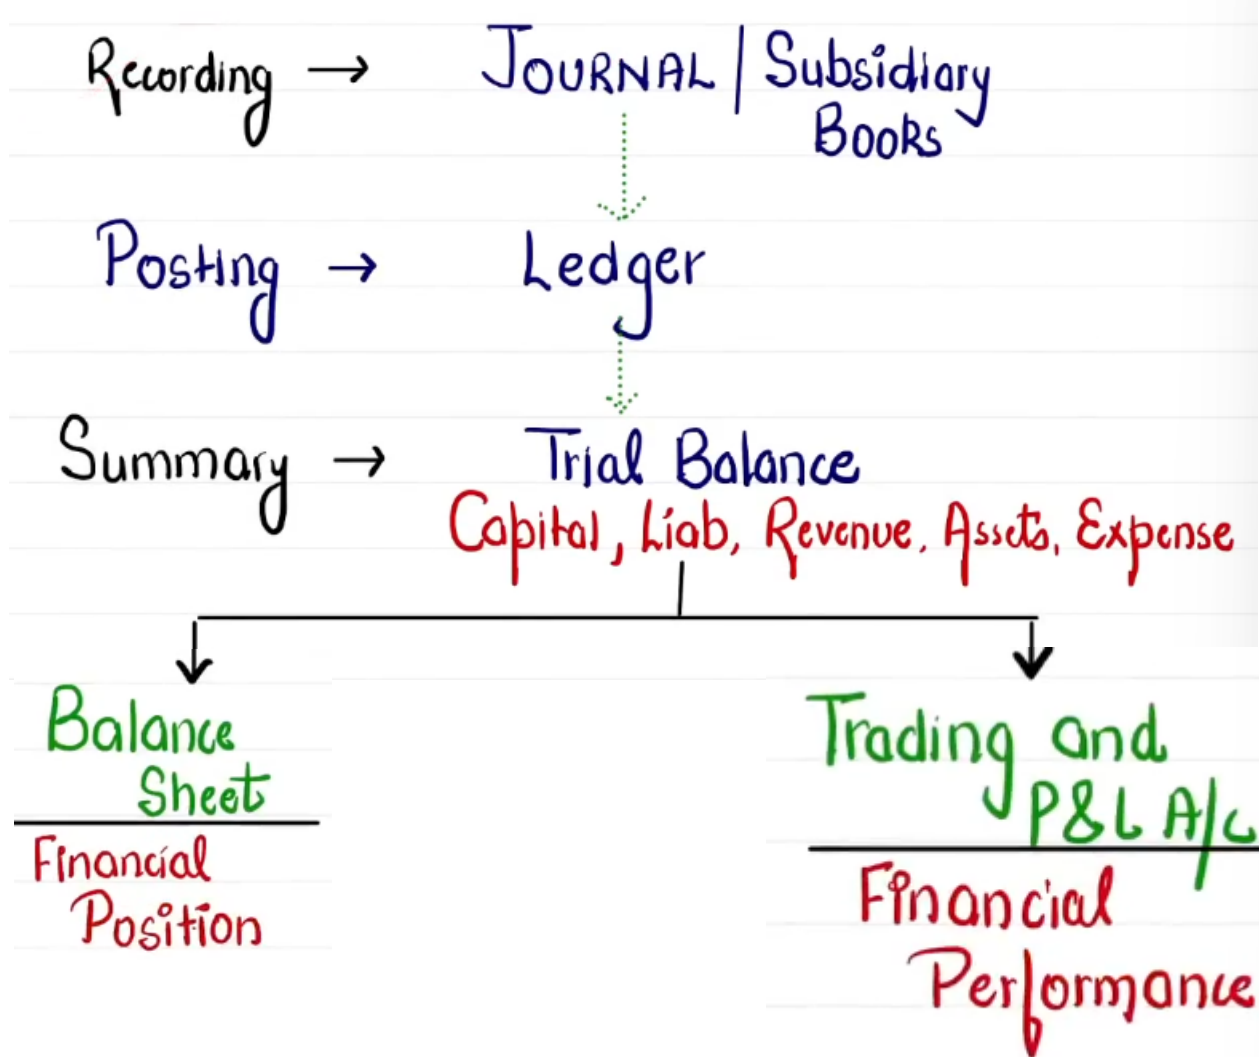 Recording → JOURNAL / Subsidiary
Books
Posting → Ledger
Summary → Trial Balance
Capital, Liab, Revenue, Assets, Expense
Balance
Sheet
Financial
Position
Trading and
P&L A/c
Financial
Performance